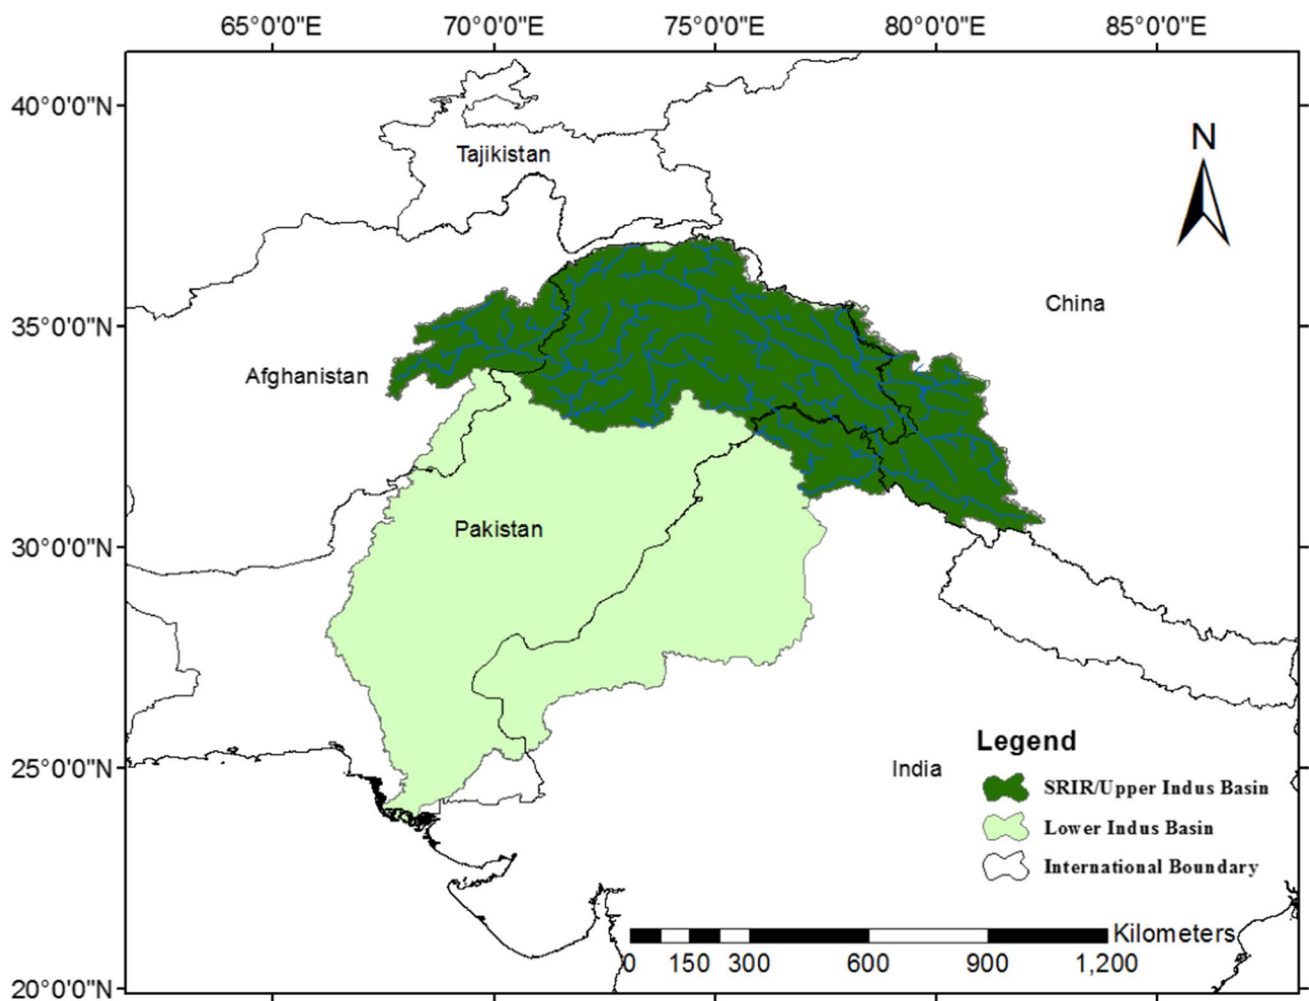 65°0'0"E 70°0'0"E 75°0'0"E 80°0'0"E 85°0'0"E
40°0'0"N
N
Tajikistan
China
35°0'0"N
Afghanistan
Pakistan
30°0'0"N
Legend
25°0'0"N
India
SRIR/Upper Indus Basin
Lower Indus Basin
International Boundary
Kilometers
0 150 300 600 900 1,200
20°0'0"N